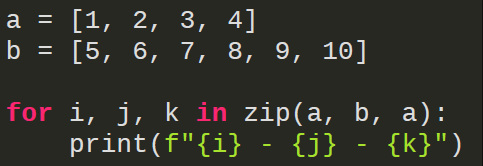 a = [1, 2, 3, 4]
b = [5, 6, 7, 8, 9, 10]
for i, j, k in zip(a, b, a):
    print(f"{i} - {j} - {k}")